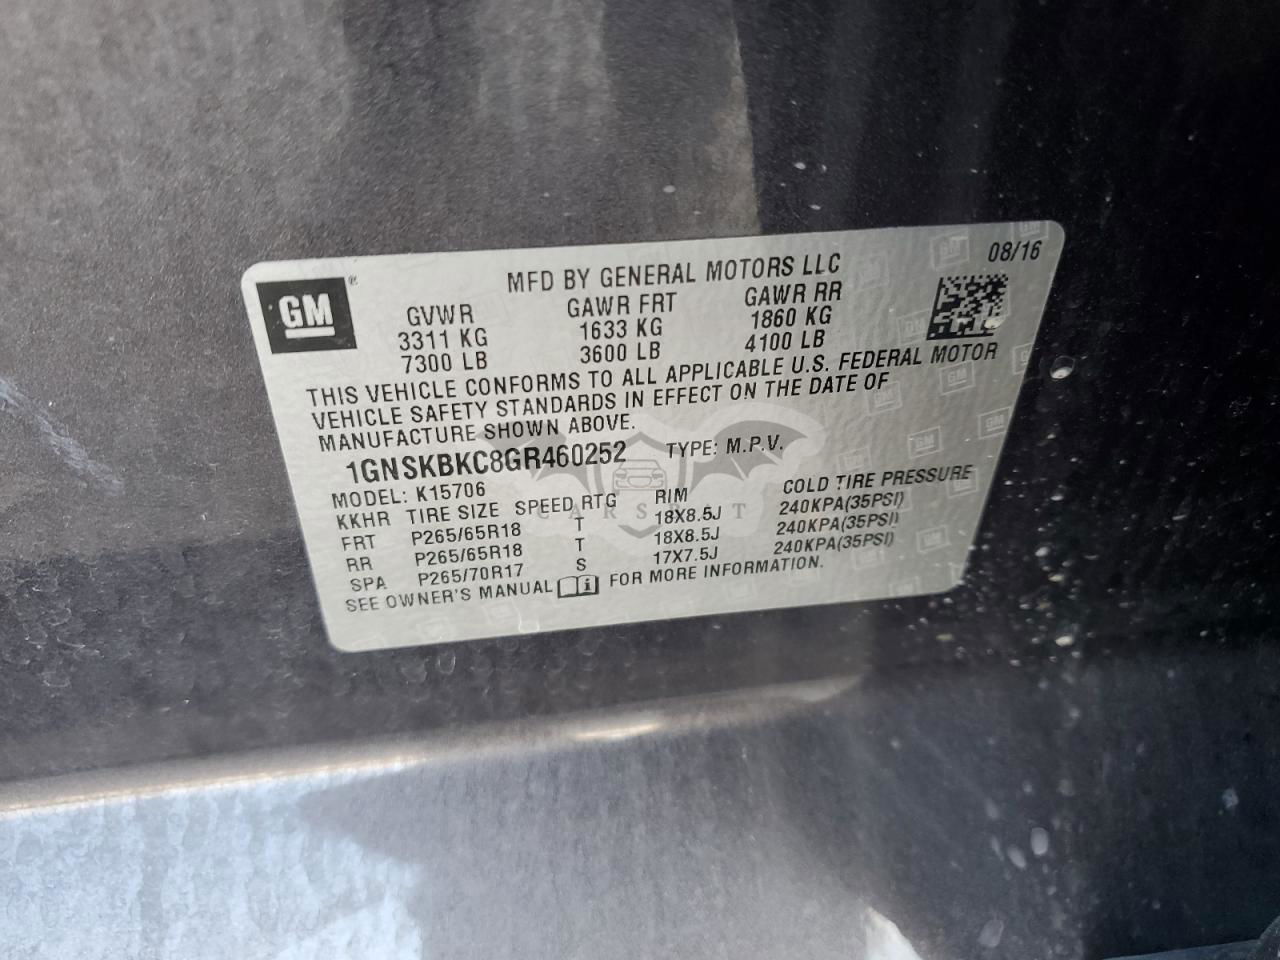 GM ®
MFD BY GENERAL MOTORS LLC 08/16
GVWR GAWR FRT GAWR RR
3311 KG 1633 KG 1860 KG
7300 LB 3600 LB 4100 LB
THIS VEHICLE CONFORMS TO ALL APPLICABLE U.S. FEDERAL MOTOR
VEHICLE SAFETY STANDARDS IN EFFECT ON THE DATE OF
MANUFACTURE SHOWN ABOVE.
1GNSKBKC8GR460252 TYPE: M.P.V.
MODEL: K15706
KKHR TIRE SIZE SPEED RTG RIM COLD TIRE PRESSURE
FRT P265/65R18 T 18X8.5J 240KPA(35PSI)
RR P265/65R18 T 18X8.5J 240KPA(35PSI)
SPA P265/70R17 S 17X7.5J 240KPA(35PSI)
SEE OWNER'S MANUAL i FOR MORE INFORMATION.